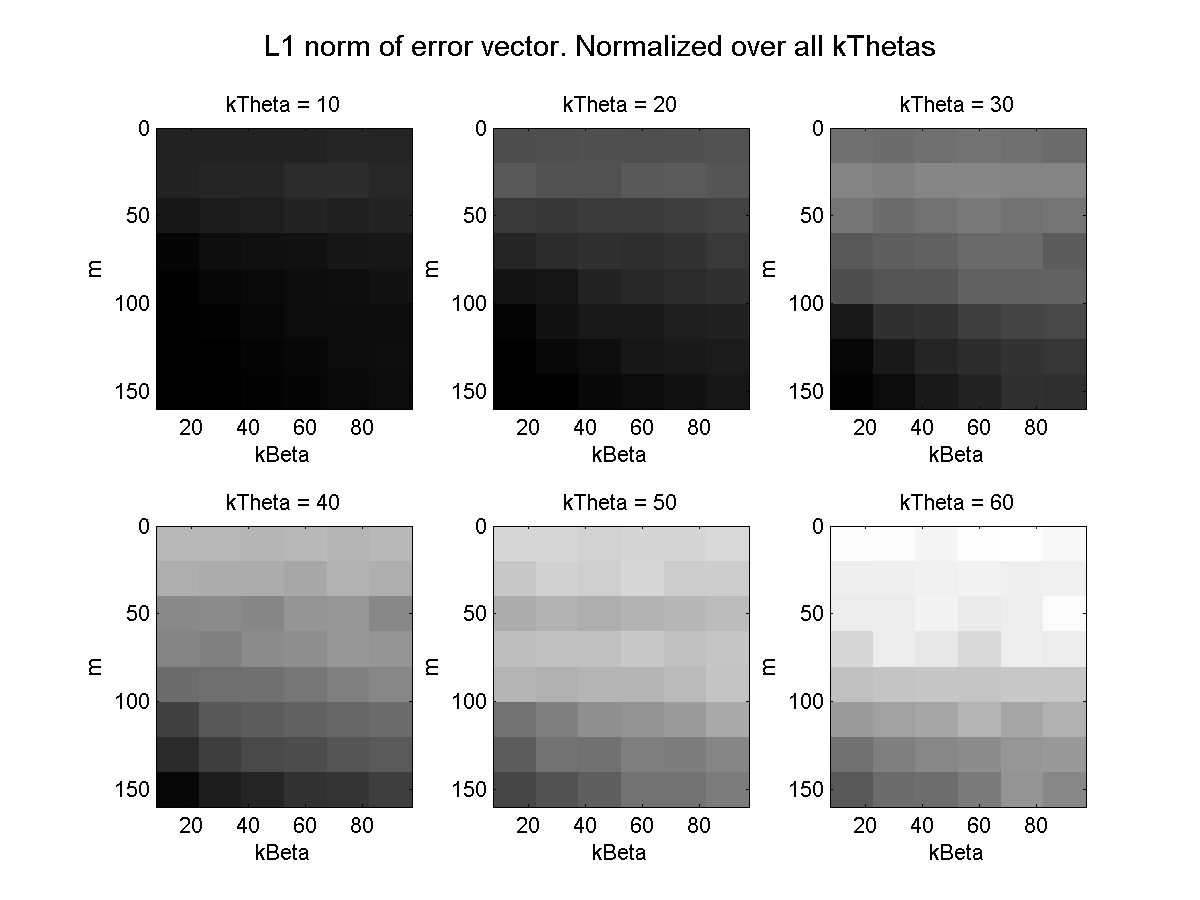 L1 norm of error vector. Normalized over all kThetas
kTheta = 10
0
50
100
150
m
20 40 60 80
kBeta
kTheta = 20
0
50
100
150
m
20 40 60 80
kBeta
kTheta = 30
0
50
100
150
m
20 40 60 80
kBeta
kTheta = 40
0
50
100
150
m
20 40 60 80
kBeta
kTheta = 50
0
50
100
150
m
20 40 60 80
kBeta
kTheta = 60
0
50
100
150
m
20 40 60 80
kBeta